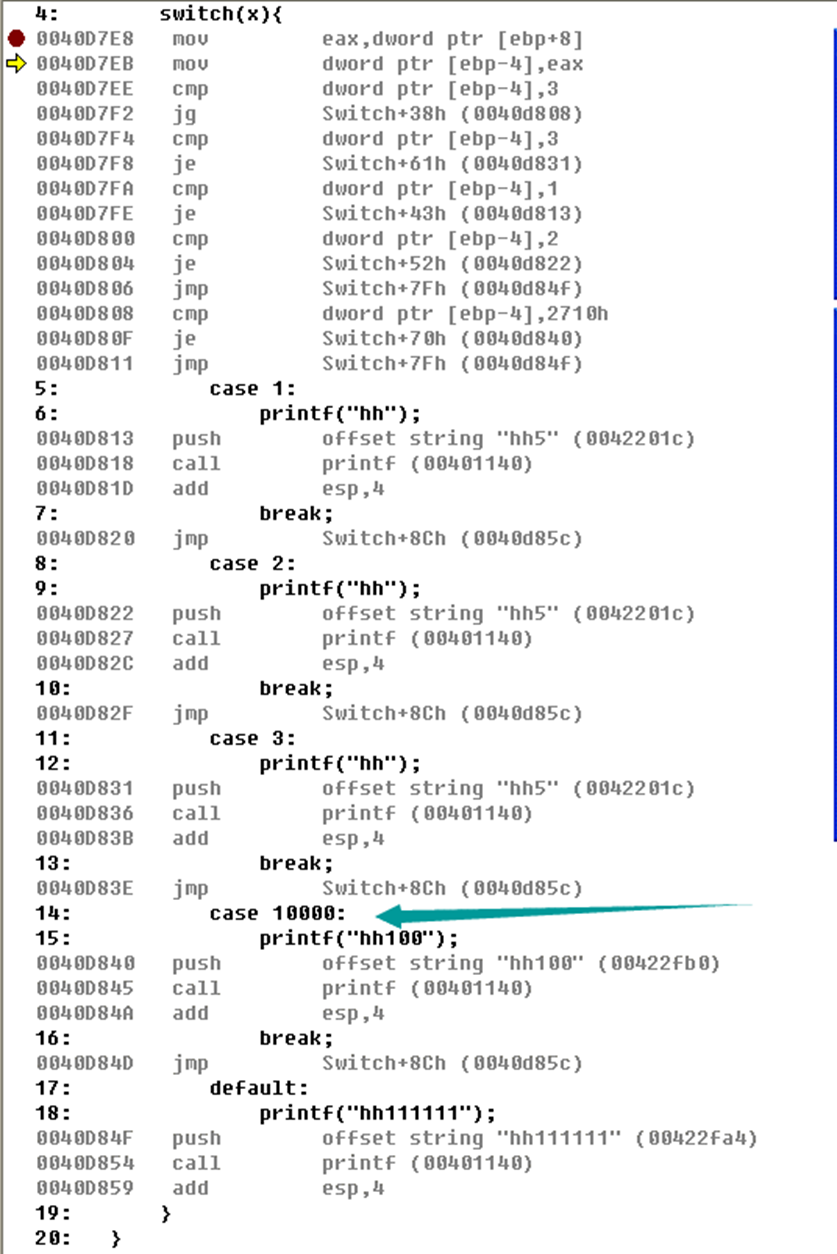 4: switch(x){
0040D7E8 mov eax,dword ptr [ebp+8]
0040D7EB mov dword ptr [ebp-4],eax
0040D7EE cmp dword ptr [ebp-4],3
0040D7F2 jg Switch+38h (0040d808)
0040D7F4 cmp dword ptr [ebp-4],3
0040D7F8 je Switch+61h (0040d831)
0040D7FA cmp dword ptr [ebp-4],1
0040D7FE je Switch+43h (0040d813)
0040D800 cmp dword ptr [ebp-4],2
0040D804 je Switch+52h (0040d822)
0040D806 jmp Switch+7Fh (0040d84f)
0040D808 cmp dword ptr [ebp-4],2710h
0040D80F je Switch+70h (0040d840)
0040D811 jmp Switch+7Fh (0040d84f)
5: case 1:
6: printf("hh");
0040D813 push offset string "hh5" (0042201c)
0040D818 call printf (00401140)
0040D81D add esp,4
7: break;
0040D820 jmp Switch+8Ch (0040d85c)
8: case 2:
9: printf("hh");
0040D822 push offset string "hh5" (0042201c)
0040D827 call printf (00401140)
0040D82C add esp,4
10: break;
0040D82F jmp Switch+8Ch (0040d85c)
11: case 3:
12: printf("hh");
0040D831 push offset string "hh5" (0042201c)
0040D836 call printf (00401140)
0040D83B add esp,4
13: break;
0040D83E jmp Switch+8Ch (0040d85c)
14: case 10000:
15: printf("hh100");
0040D840 push offset string "hh100" (00422fb0)
0040D845 call printf (00401140)
0040D84A add esp,4
16: break;
0040D84D jmp Switch+8Ch (0040d85c)
17: default:
18: printf("hh111111");
0040D84F push offset string "hh111111" (00422fa4)
0040D854 call printf (00401140)
0040D859 add esp,4
19: }
20: }